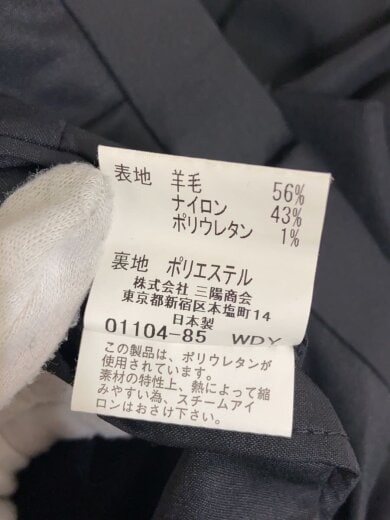 表地 羊毛 56%
ナイロン 43%
ポリウレタン 1%
裏地 ポリエステル
株式会社 三陽商会
東京都新宿区本塩町14
日本製
01104-85 WDY
この製品は、ポリウレタンが
使用されています。
素材の特性上、熱によって縮
みやすい為、スチームアイ
ロンはおさけ下さい。